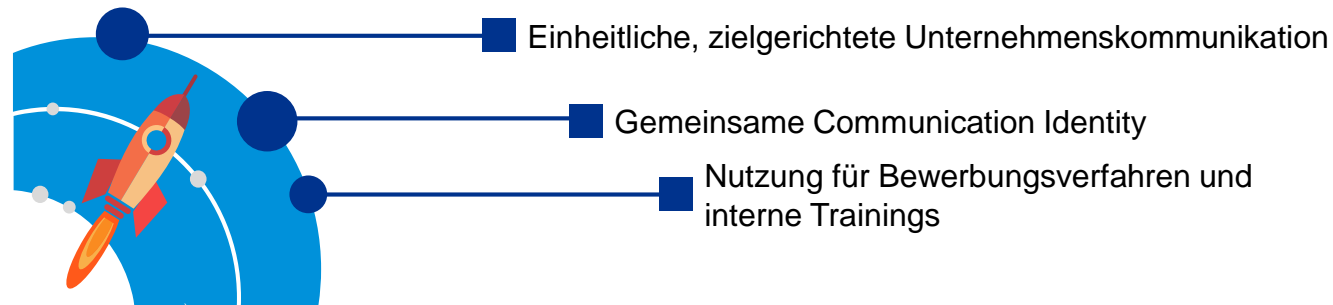 Einheitliche, zielgerichtete Unternehmenskommunikation
Gemeinsame Communication Identity
Nutzung für Bewerbungsverfahren und
interne Trainings